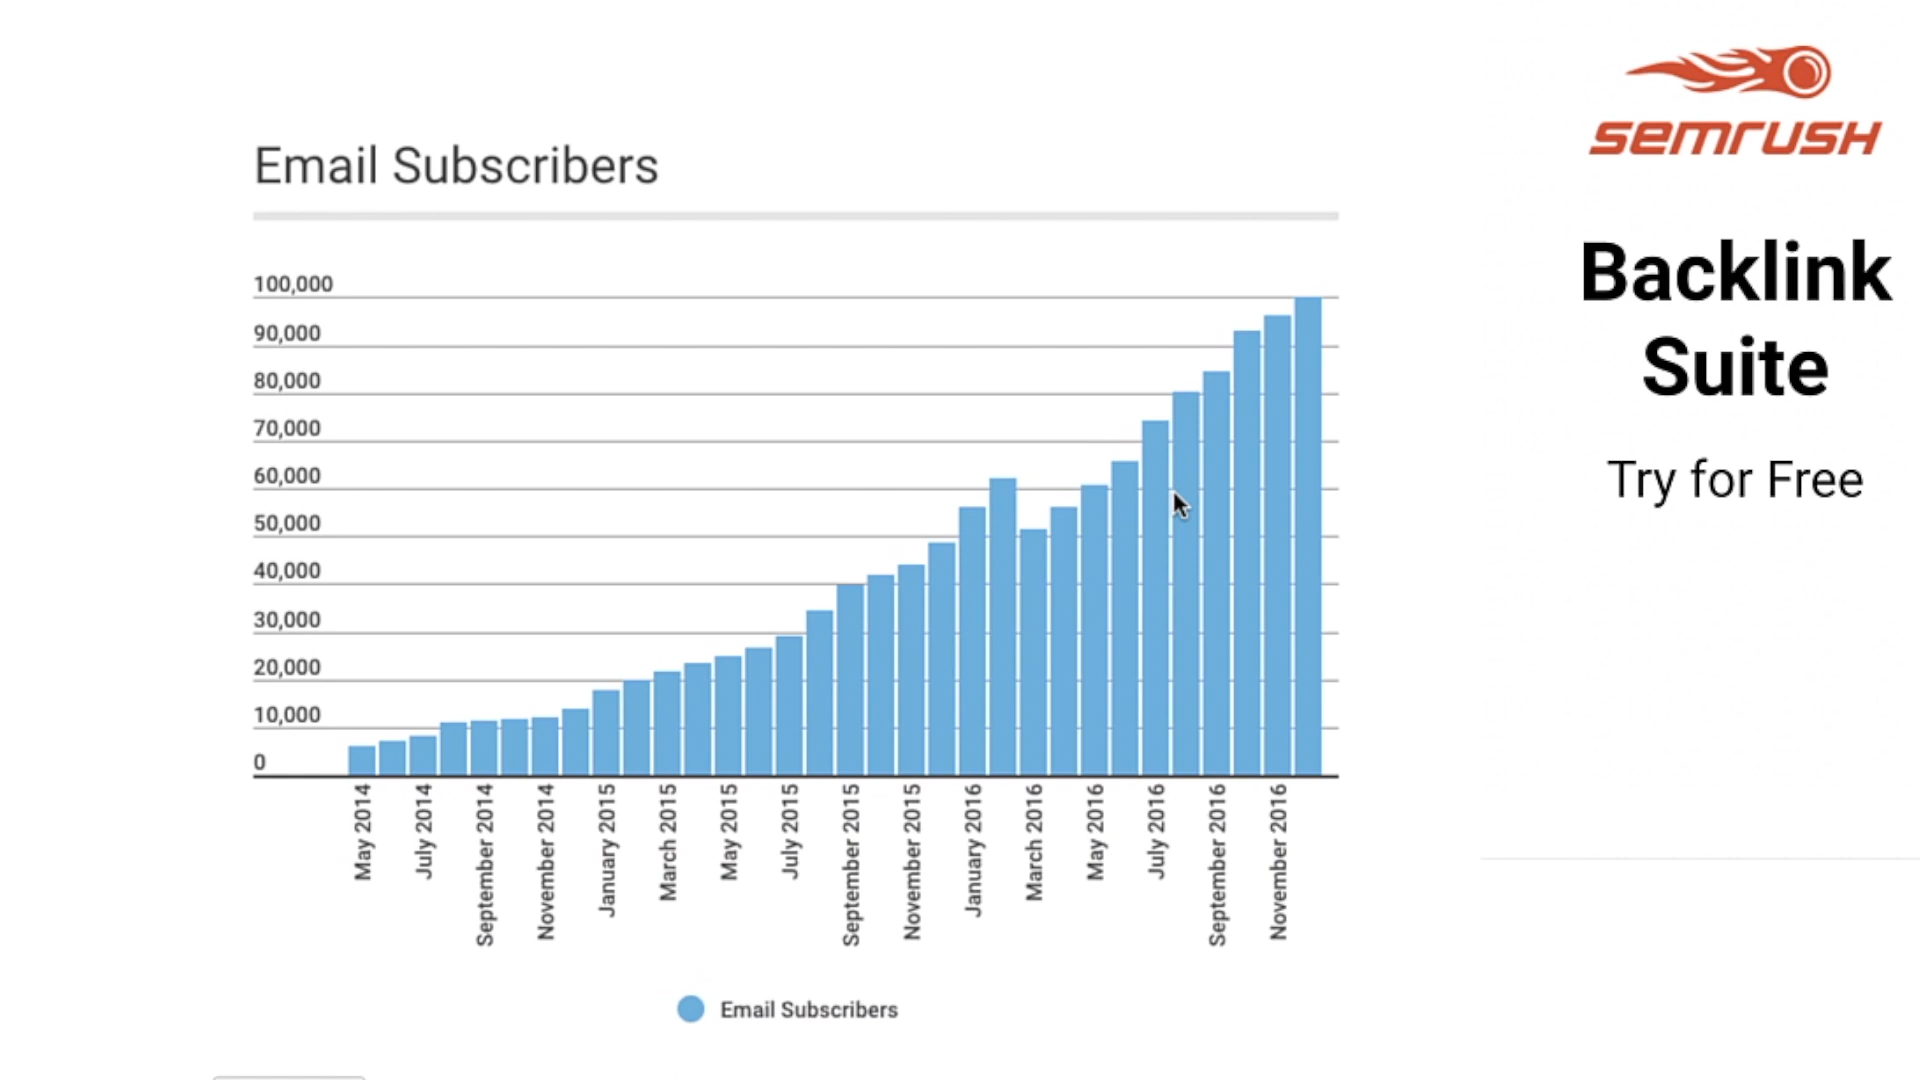 semrush
Backlink
Suite
Try for Free
Email Subscribers
100,000
90,000
80,000
70,000
60,000
50,000
40,000
30,000
20,000
10,000
0
May 2014
July 2014
September 2014
November 2014
January 2015
March 2015
May 2015
July 2015
September 2015
November 2015
January 2016
March 2016
May 2016
July 2016
September 2016
November 2016
Email Subscribers